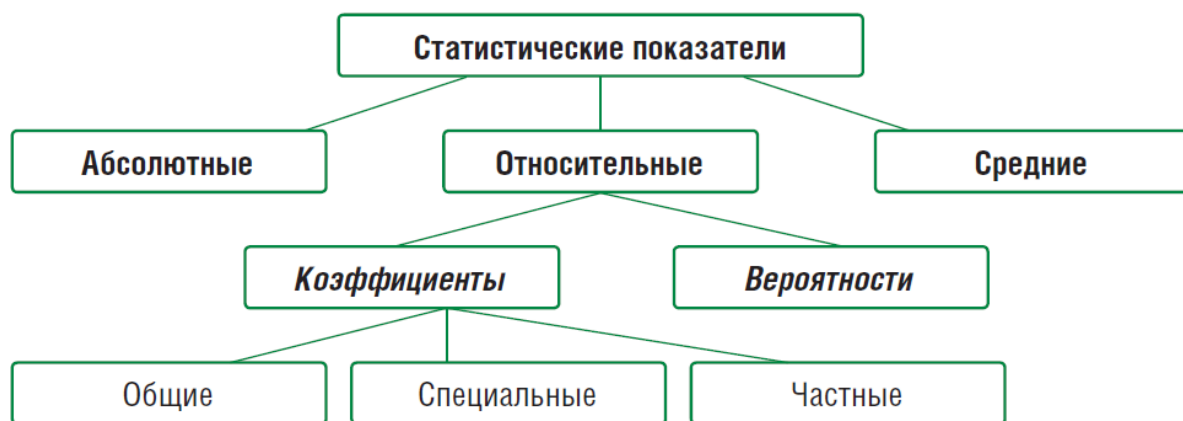 Статистические показатели
Абсолютные
Относительные
Средние
Коэффициенты
Вероятности
Общие
Специальные
Частные